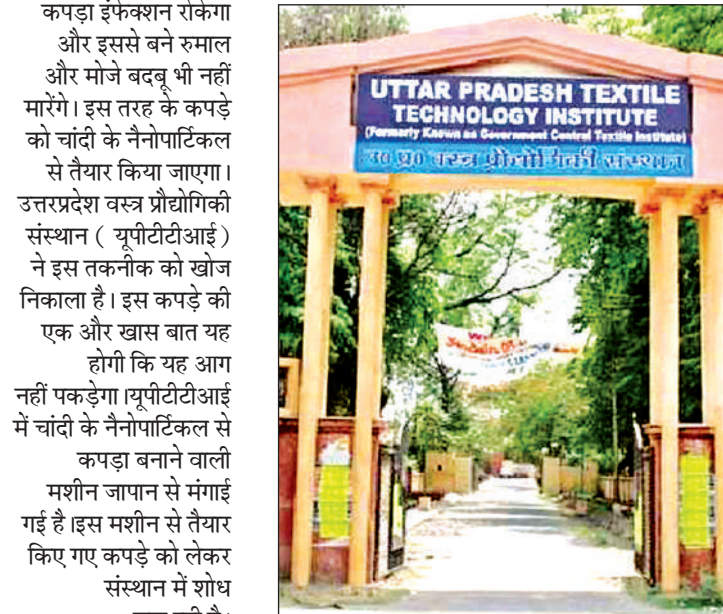 कपड़ा इंफेक्शन रोकेगा
और इससे बने रुमाल
और मोजे बदबू भी नहीं
मारेंगे। इस तरह के कपड़े
को चांदी के नैनोपार्टिकल
से तैयार किया जाएगा।
उत्तरप्रदेश वस्त्र प्रौद्योगिकी
संस्थान ( यूपीटीटीआई )
ने इस तकनीक को खोज
निकाला है। इस कपड़े की
एक और खास बात यह
होगी कि यह आग
नहीं पकड़ेगा।यूपीटीटीआई
में चांदी के नैनोपार्टिकल से
कपड़ा बनाने वाली
मशीन जापान से मंगाई
गई है।इस मशीन से तैयार
किए गए कपड़े को लेकर
संस्थान में शोध
UTTAR PRADESH TEXTILE
TECHNOLOGY INSTITUTE
(Formerly Known as Government Central Textile Institute)
उ० प्र० वस्त्र प्रौद्योगिकी संस्थान